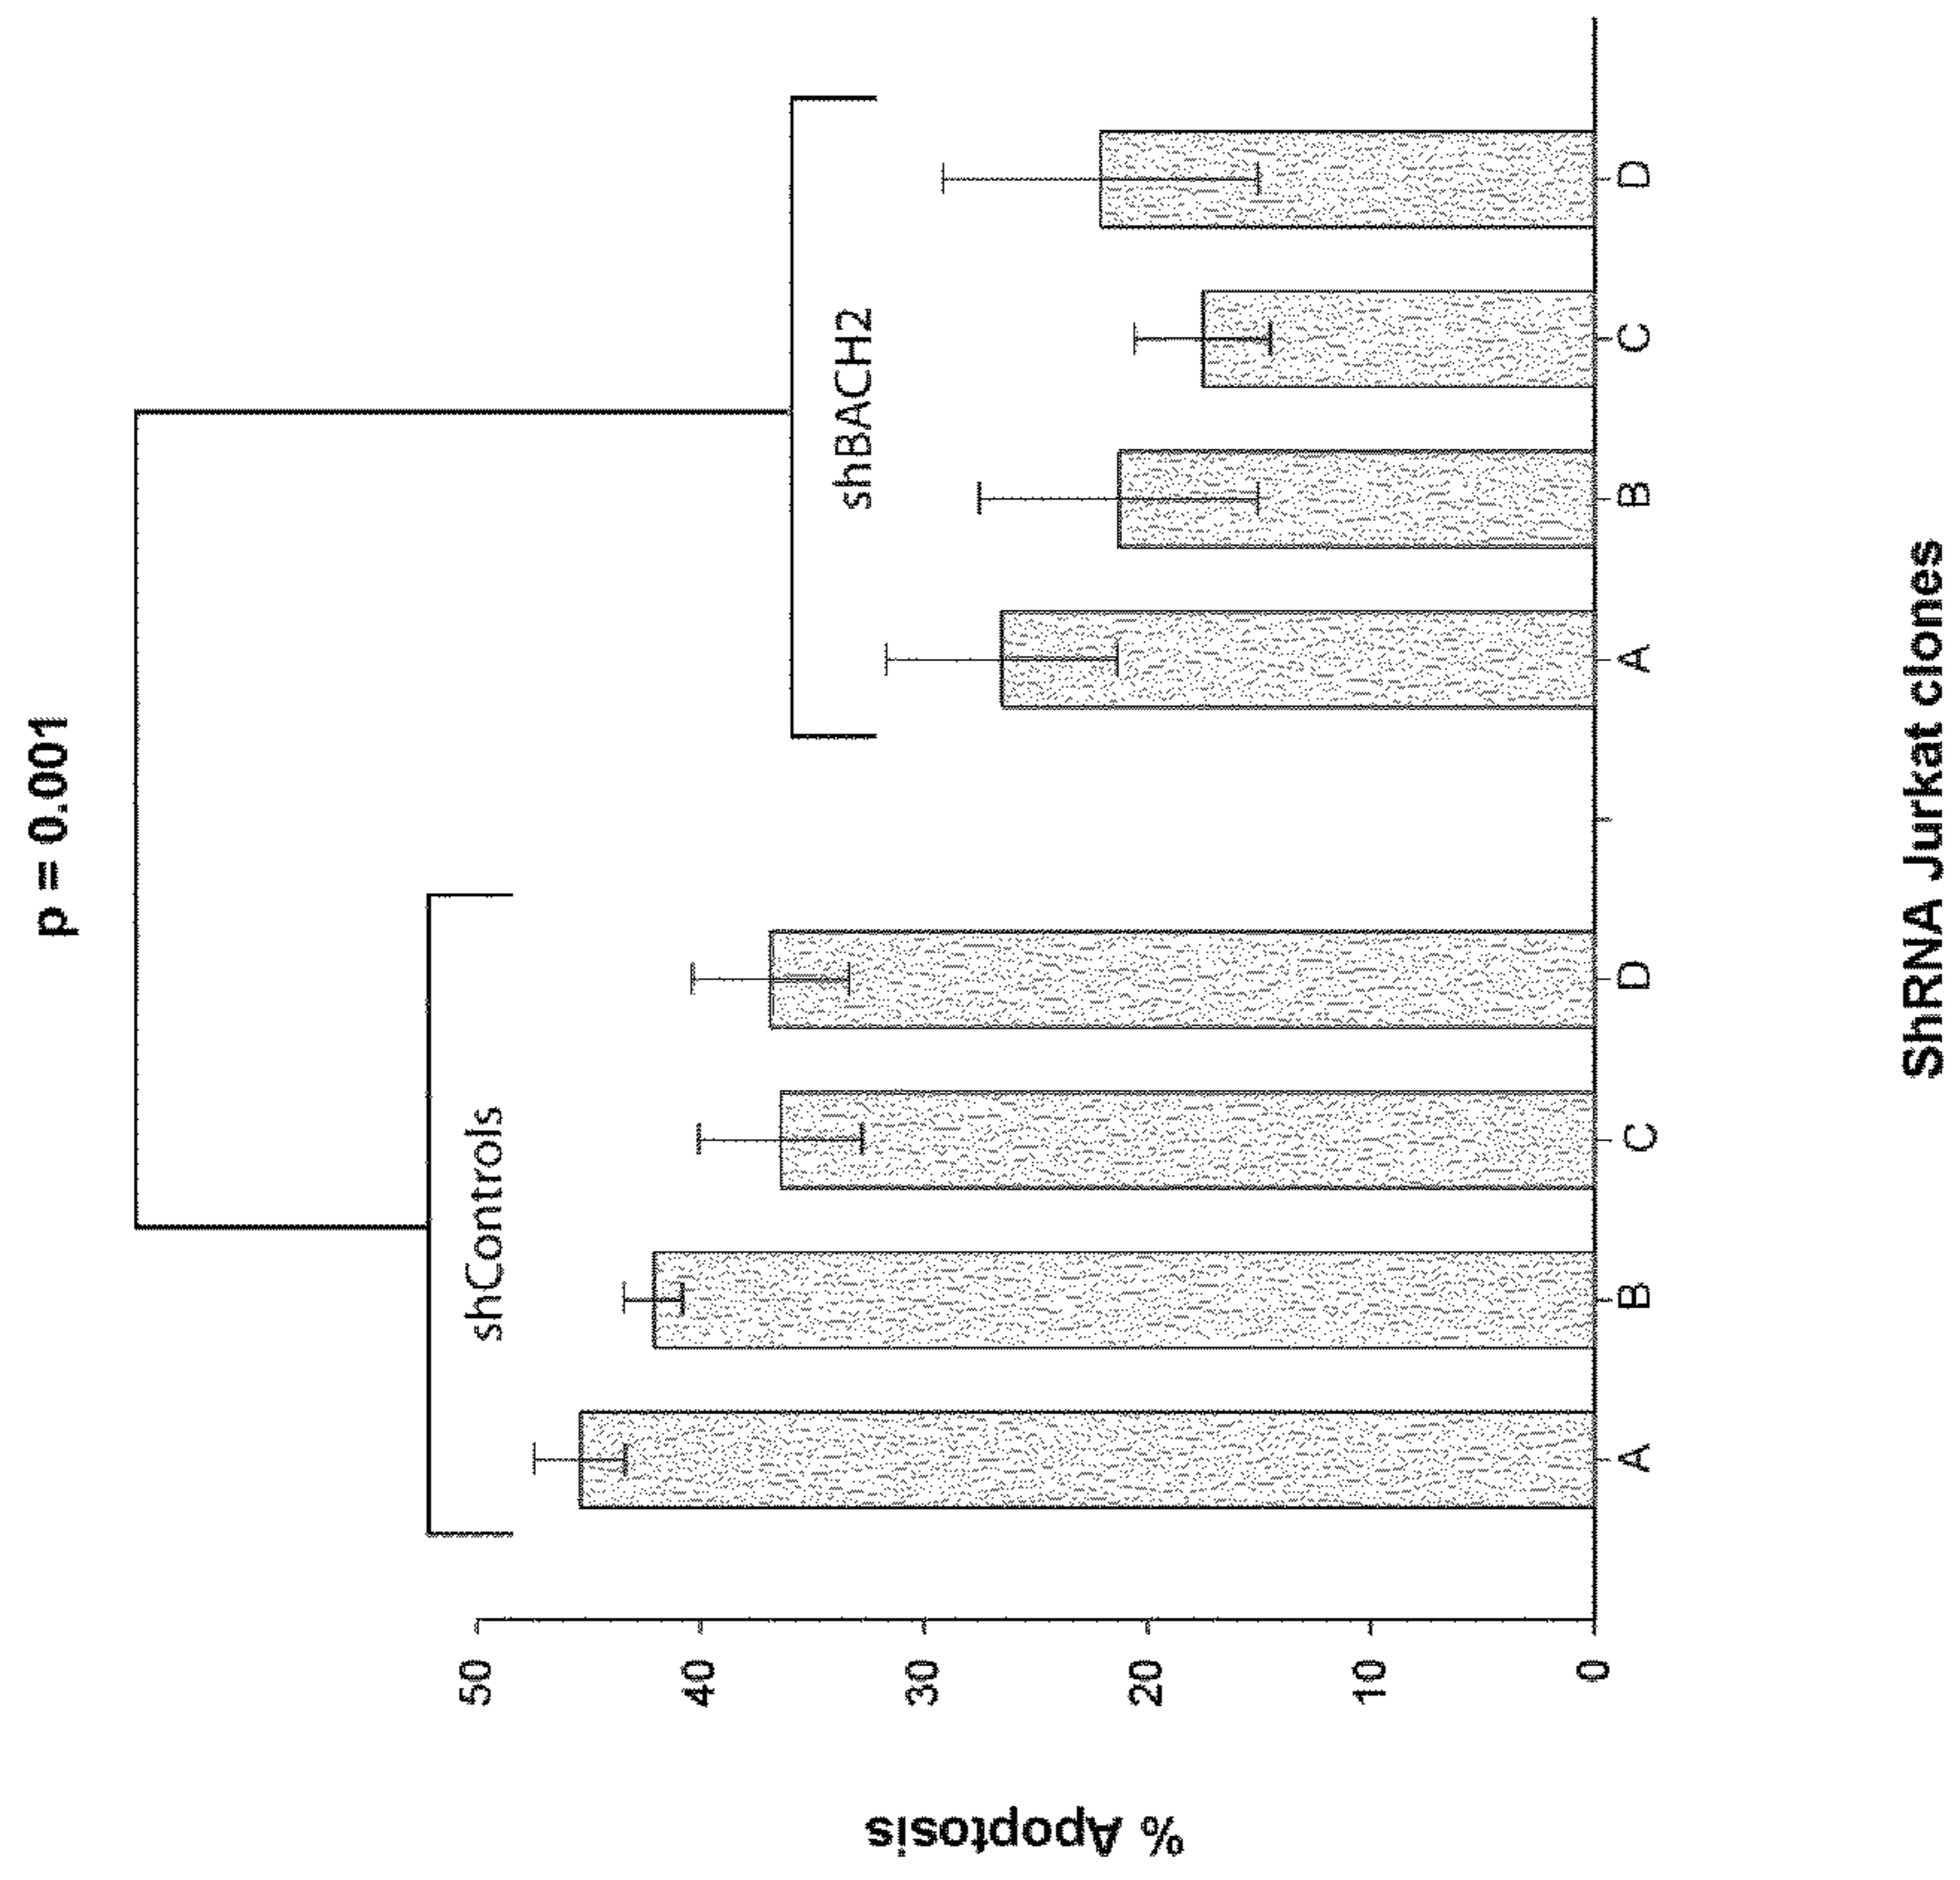 p = 0.001
shControls
shBACH2
% Apoptosis
50
40
30
20
10
0
A B C D A B C D
ShRNA Jurkat clones